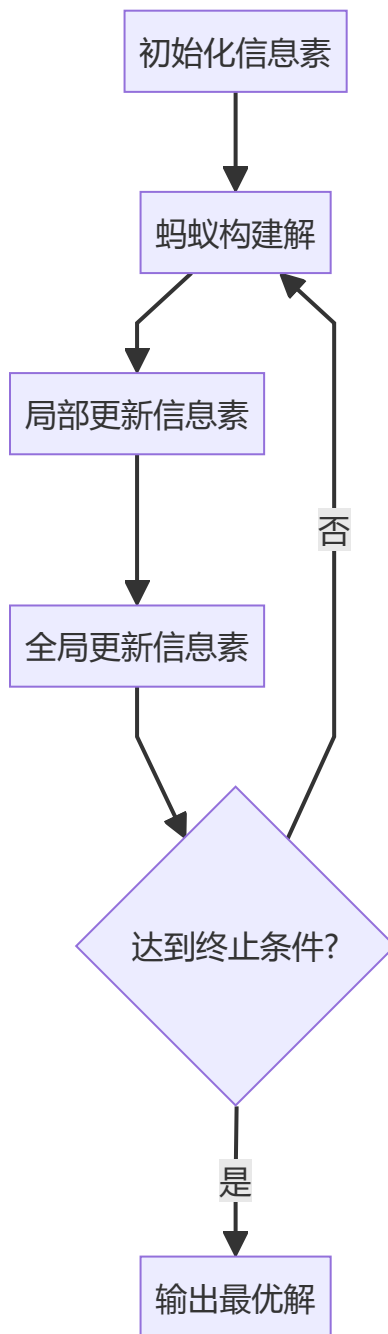 初始化信息素
蚂蚁构建解
局部更新信息素
否
全局更新信息素
达到终止条件?
是
输出最优解